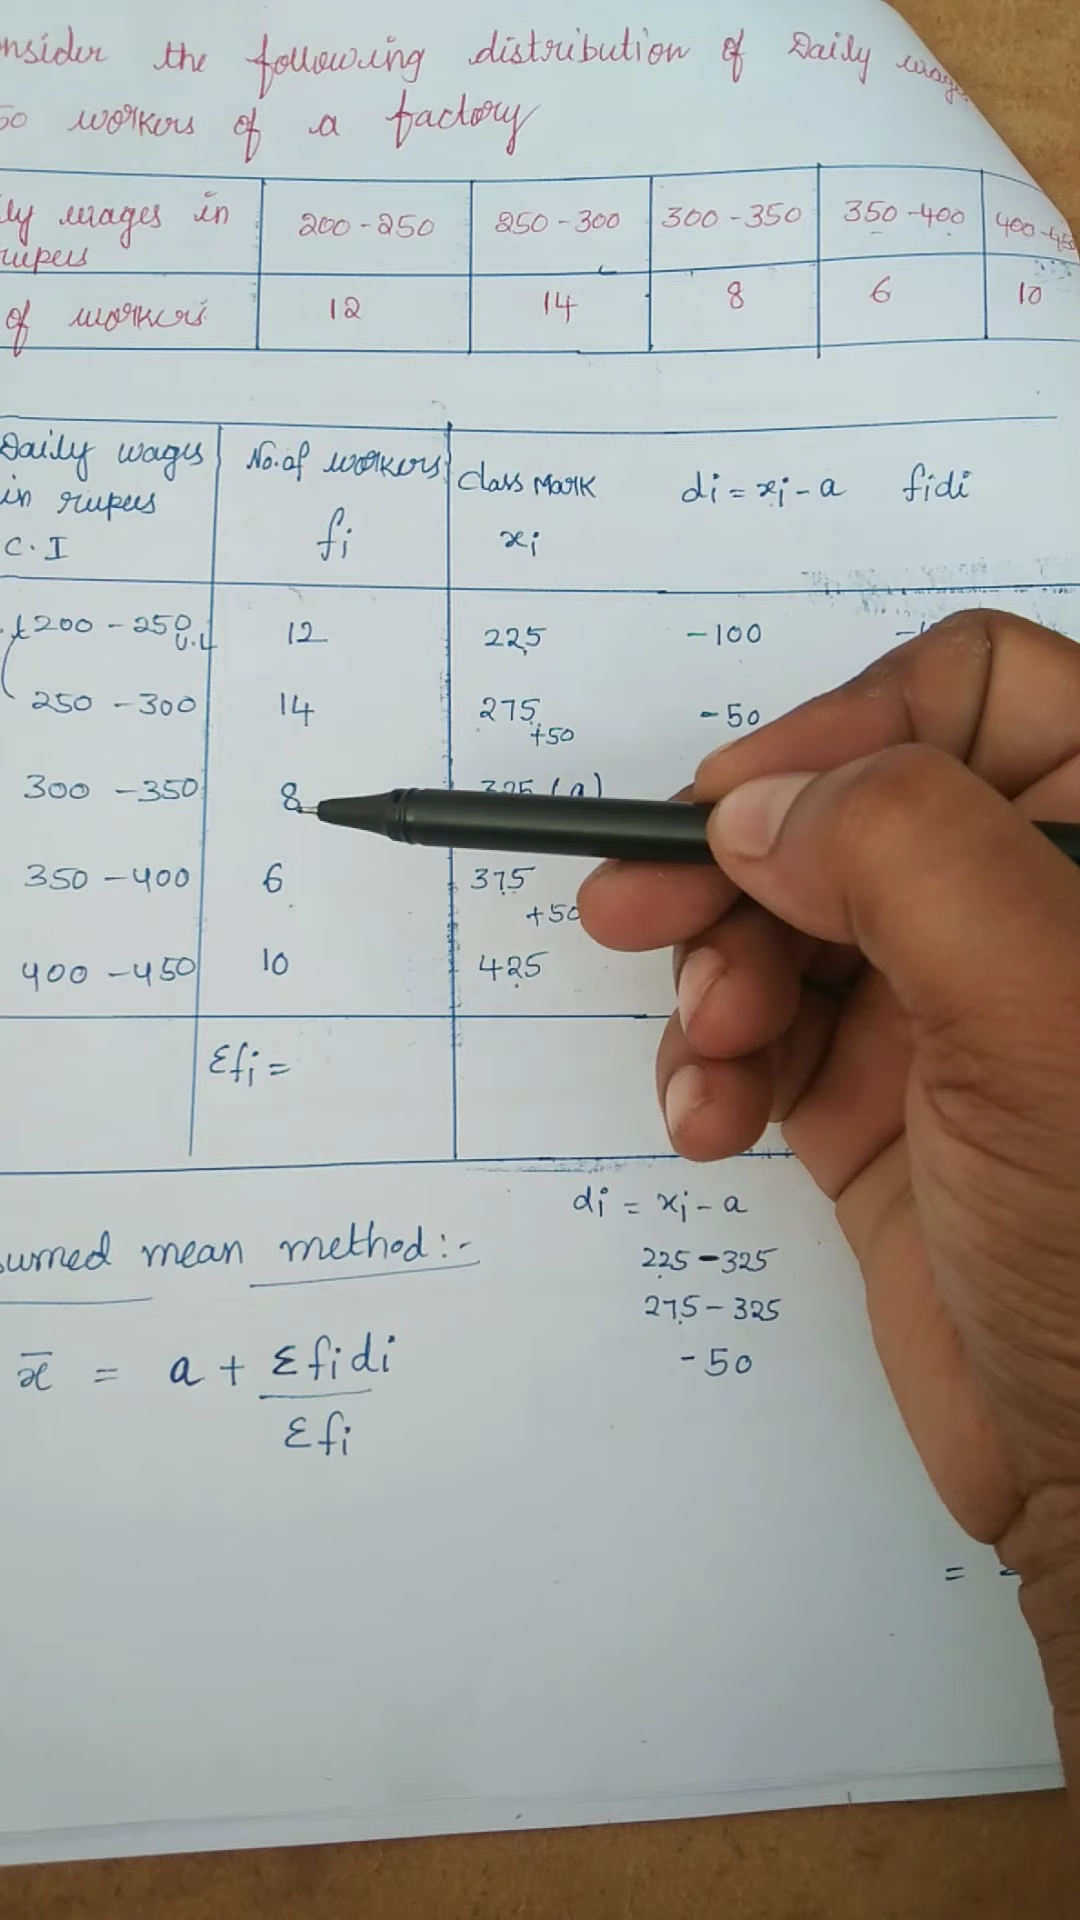 the following distribution of Daily
50 workers of a factory
wages in rupees 200-250 250-300 300-350 350-400
of workers 12 14 8 6 10
Daily wages in rupees C.I No. of workers fi Class Mark xi di = xi - a fidi
200-250 U.L 12 225 -100
250-300 14 275 +50 -50
300-350 8 325 (a)
350-400 6 375 +50
400-450 10 425
Σfi =
di = xi - a
mean method:-
225-325
275-325
x̄ = a + Σfidi / Σfi
-50
=